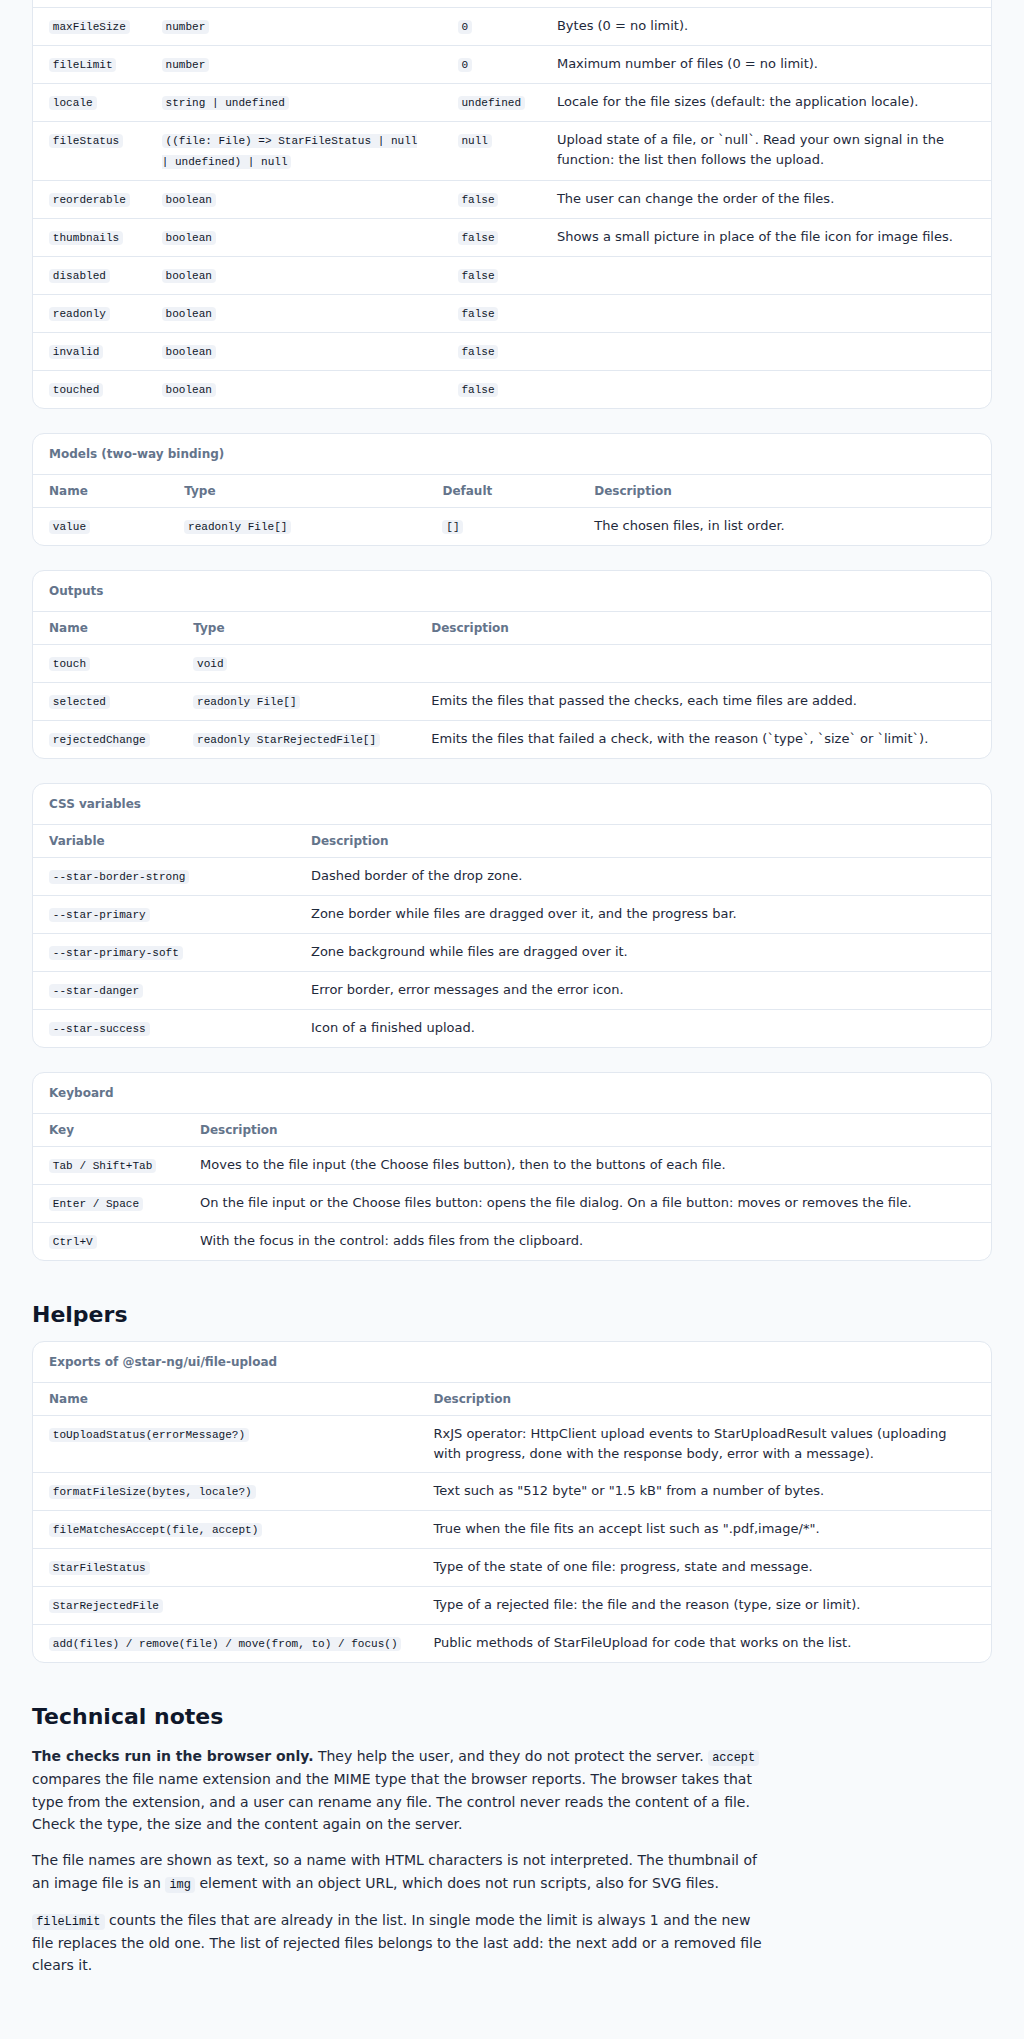 maxFileSize number 0 Bytes (0 = no limit).
fileLimit number 0 Maximum number of files (0 = no limit).
locale string | undefined undefined Locale for the file sizes (default: the application locale).
fileStatus ((file: File) => StarFileStatus | null null Upload state of a file, or `null`. Read your own signal in the
| undefined) | null function: the list then follows the upload.
reorderable boolean false The user can change the order of the files.
thumbnails boolean false Shows a small picture in place of the file icon for image files.
disabled boolean false
readonly boolean false
invalid boolean false
touched boolean false
Models (two-way binding)
Name Type Default Description
value readonly File[] [] The chosen files, in list order.
Outputs
Name Type Description
touch void
selected readonly File[] Emits the files that passed the checks, each time files are added.
rejectedChange readonly StarRejectedFile[] Emits the files that failed a check, with the reason (`type`, `size` or `limit`).
CSS variables
Variable Description
--star-border-strong Dashed border of the drop zone.
--star-primary Zone border while files are dragged over it, and the progress bar.
--star-primary-soft Zone background while files are dragged over it.
--star-danger Error border, error messages and the error icon.
--star-success Icon of a finished upload.
Keyboard
Key Description
Tab / Shift+Tab Moves to the file input (the Choose files button), then to the buttons of each file.
Enter / Space On the file input or the Choose files button: opens the file dialog. On a file button: moves or removes the file.
Ctrl+V With the focus in the control: adds files from the clipboard.
Helpers
Exports of @star-ng/ui/file-upload
Name Description
toUploadStatus(errorMessage?) RxJS operator: HttpClient upload events to StarUploadResult values (uploading
with progress, done with the response body, error with a message).
formatFileSize(bytes, locale?) Text such as "512 byte" or "1.5 kB" from a number of bytes.
fileMatchesAccept(file, accept) True when the file fits an accept list such as ".pdf,image/*".
StarFileStatus Type of the state of one file: progress, state and message.
StarRejectedFile Type of a rejected file: the file and the reason (type, size or limit).
add(files) / remove(file) / move(from, to) / focus() Public methods of StarFileUpload for code that works on the list.
Technical notes
The checks run in the browser only. They help the user, and they do not protect the server. accept
compares the file name extension and the MIME type that the browser reports. The browser takes that
type from the extension, and a user can rename any file. The control never reads the content of a file.
Check the type, the size and the content again on the server.
The file names are shown as text, so a name with HTML characters is not interpreted. The thumbnail of
an image file is an img element with an object URL, which does not run scripts, also for SVG files.
fileLimit counts the files that are already in the list. In single mode the limit is always 1 and the new
file replaces the old one. The list of rejected files belongs to the last add: the next add or a removed file
clears it.